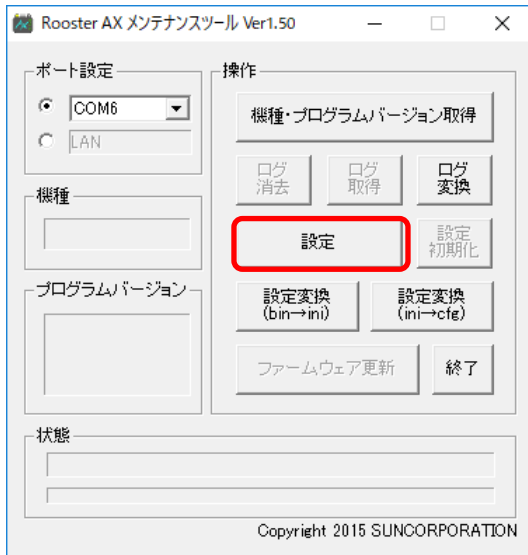 Rooster AX メンテナンスツール Ver1.50
ポート設定
COM6
LAN
機種
プログラムバージョン
操作
機種・プログラムバージョン取得
ログ
消去
ログ
取得
ログ
変換
設定
設定
初期化
設定変換
(bin→ini)
設定変換
(ini→cfg)
ファームウェア更新
終了
状態
Copyright 2015 SUNCORPORATION